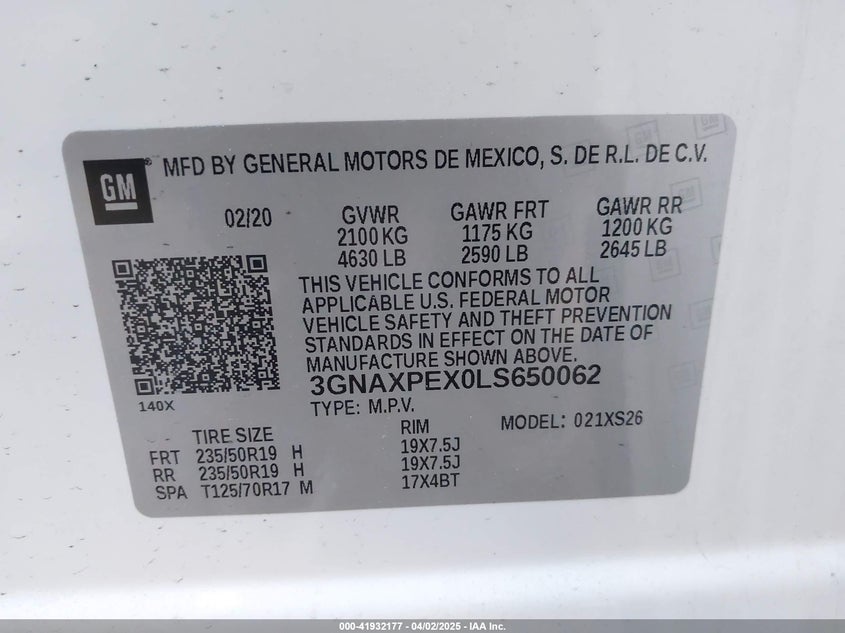 GM® MFD BY GENERAL MOTORS DE MEXICO, S. DE R.L. DE C.V.
02/20 GVWR GAWR FRT GAWR RR
2100 KG 1175 KG 1200 KG
4630 LB 2590 LB 2645 LB
THIS VEHICLE CONFORMS TO ALL
APPLICABLE U.S. FEDERAL MOTOR
VEHICLE SAFETY AND THEFT PREVENTION
STANDARDS IN EFFECT ON THE DATE OF
MANUFACTURE SHOWN ABOVE.
3GNAXPEX0LS650062
140X
TYPE: M.P.V.
MODEL: 021XS26
TIRE SIZE RIM
FRT 235/50R19 H 19X7.5J
RR 235/50R19 H 19X7.5J
SPA T125/70R17 M 17X4BT
000-41932177 - 04/02/2025 - IAA Inc.